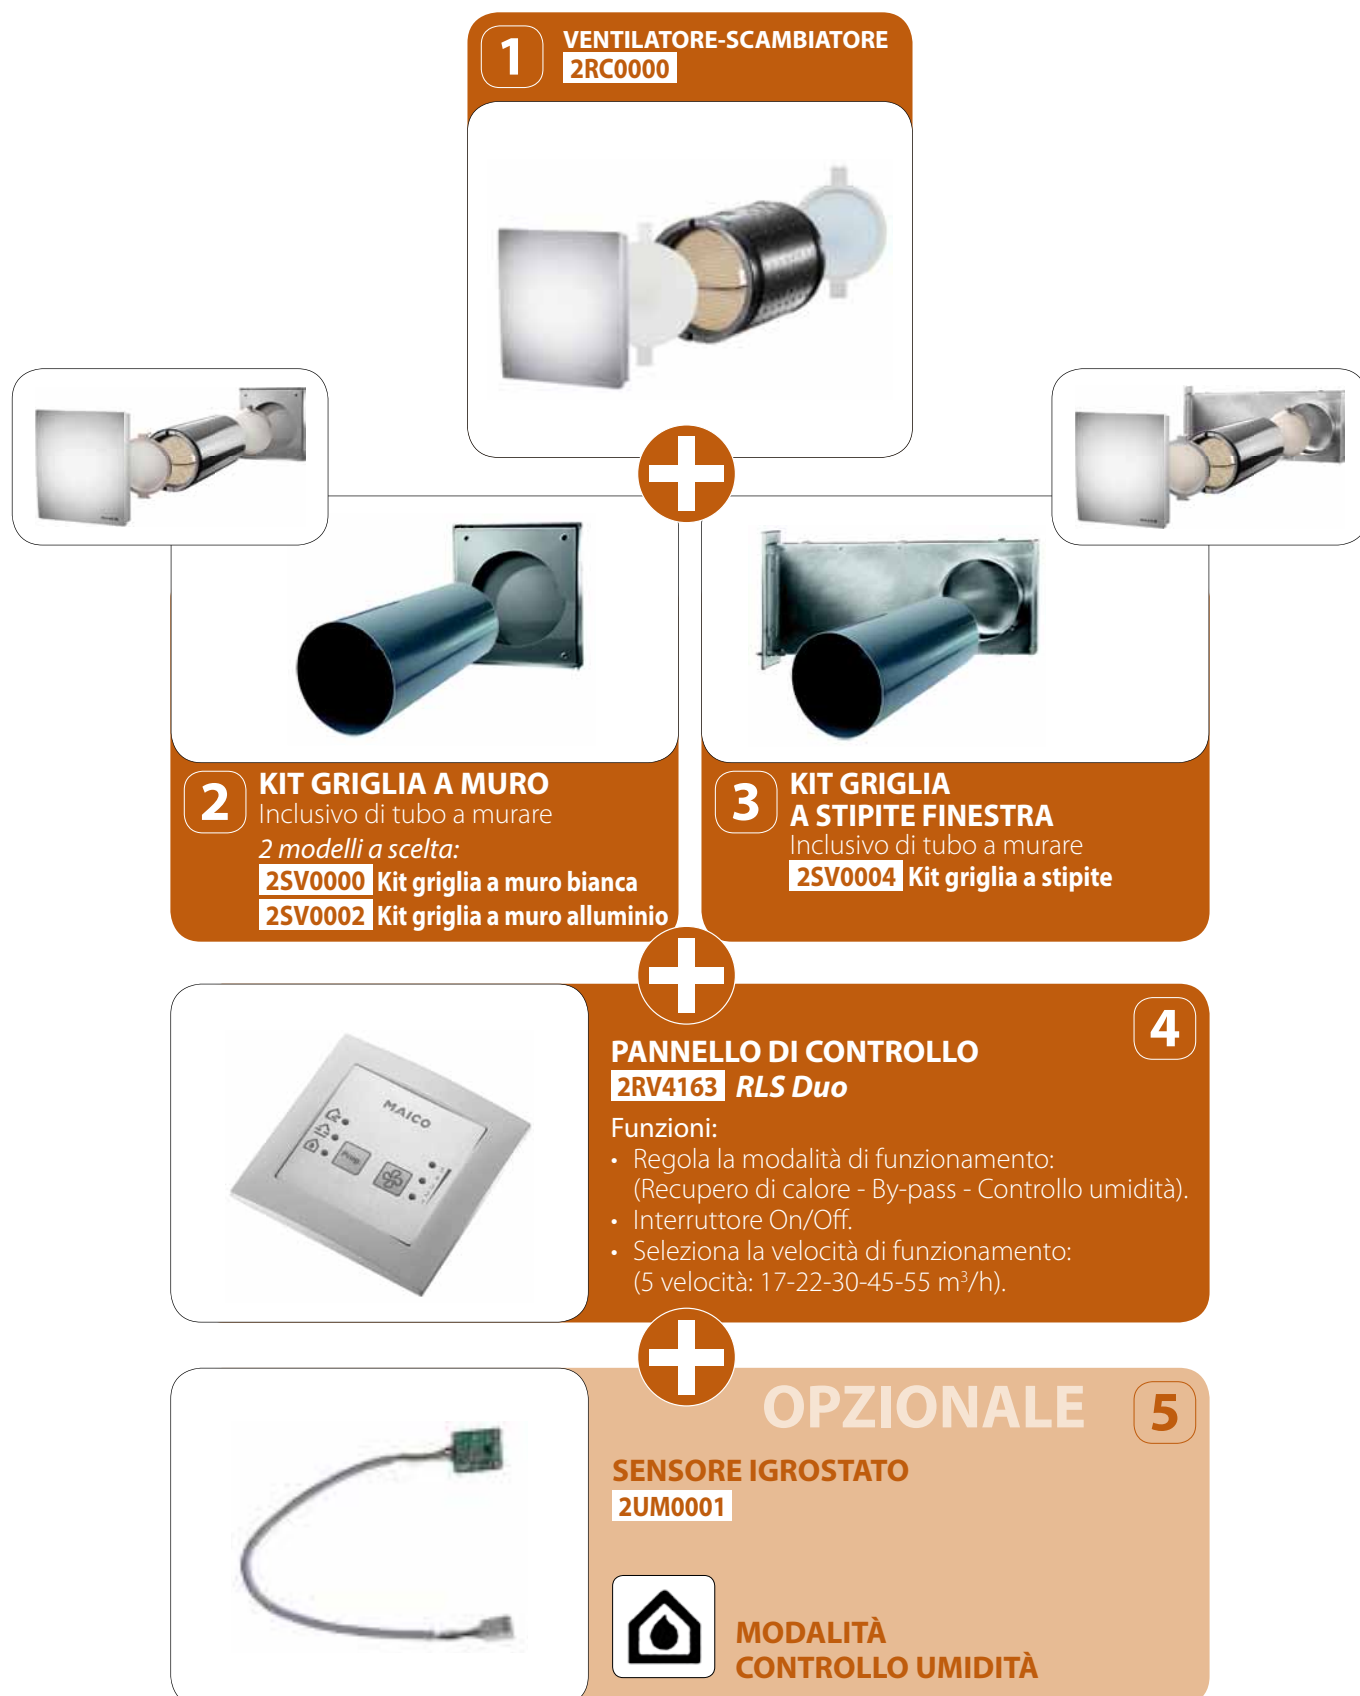 1
VENTILATORE-SCAMBIATORE
2RC0000
2
KIT GRIGLIA A MURO
Inclusivo di tubo a murare
2 modelli a scelta:
2SV0000 Kit griglia a muro bianca
2SV0002 Kit griglia a muro alluminio
3
KIT GRIGLIA
A STIPITE FINESTRA
Inclusivo di tubo a murare
2SV0004 Kit griglia a stipite
MAICO
Prog
4
PANNELLO DI CONTROLLO
2RV4163 RLS Duo
Funzioni:
• Regola la modalità di funzionamento:
(Recupero di calore - By-pass - Controllo umidità).
• Interruttore On/Off.
• Seleziona la velocità di funzionamento:
(5 velocità: 17-22-30-45-55 m³/h).
OPZIONALE
5
SENSORE IGROSTATO
2UM0001
MODALITÀ
CONTROLLO UMIDITÀ